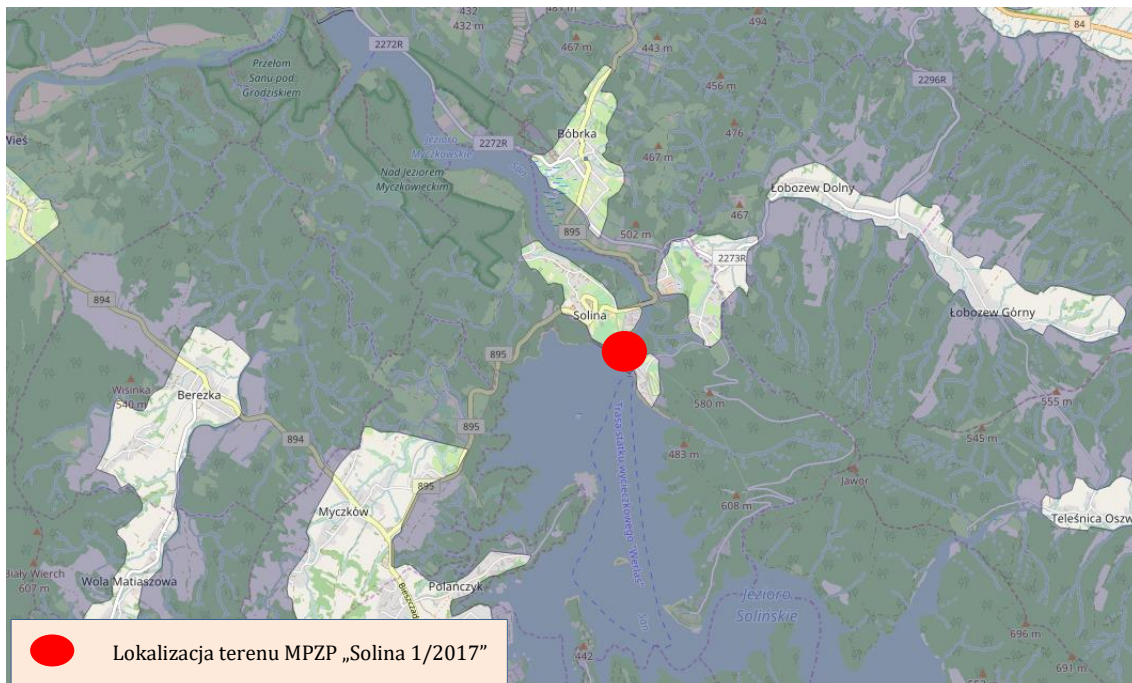 432 m
432 m
467 m
443 m
494
84
2272R
Przełom
Sanu pod
Grodziskiem
456 m
2296R
Wieś
Jezioro
Myczkowskie
2272R
San
Bóbrka
476
467 m
Nad Jeziorem
Myczkowieckim
Łobozew Dolny
467
895
502 m
2273R
894
Solina
Łobozew Górny
895
Wisinka
540 m
Berezka
580 m
555 m
894
895
545 m
483 m
Trasa statku wycieczkowego "Werlas"
Jawor
895
608 m
Myczków
Teleśnica Oszw
Biały Wierch
607 m
Wola Matiaszowa
Polańczyk
Bieszczad
Jezioro
Solińskie
San
696 m
442
691 m
Lokalizacja terenu MPZP „Solina 1/2017”